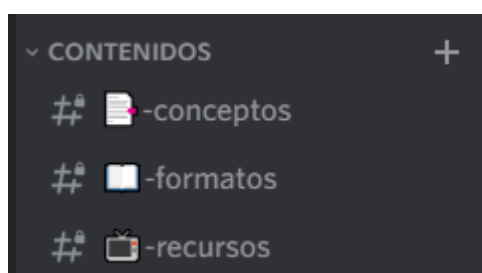 CONTENIDOS +
# 📑-conceptos
# 📖-formatos
# 📺-recursos